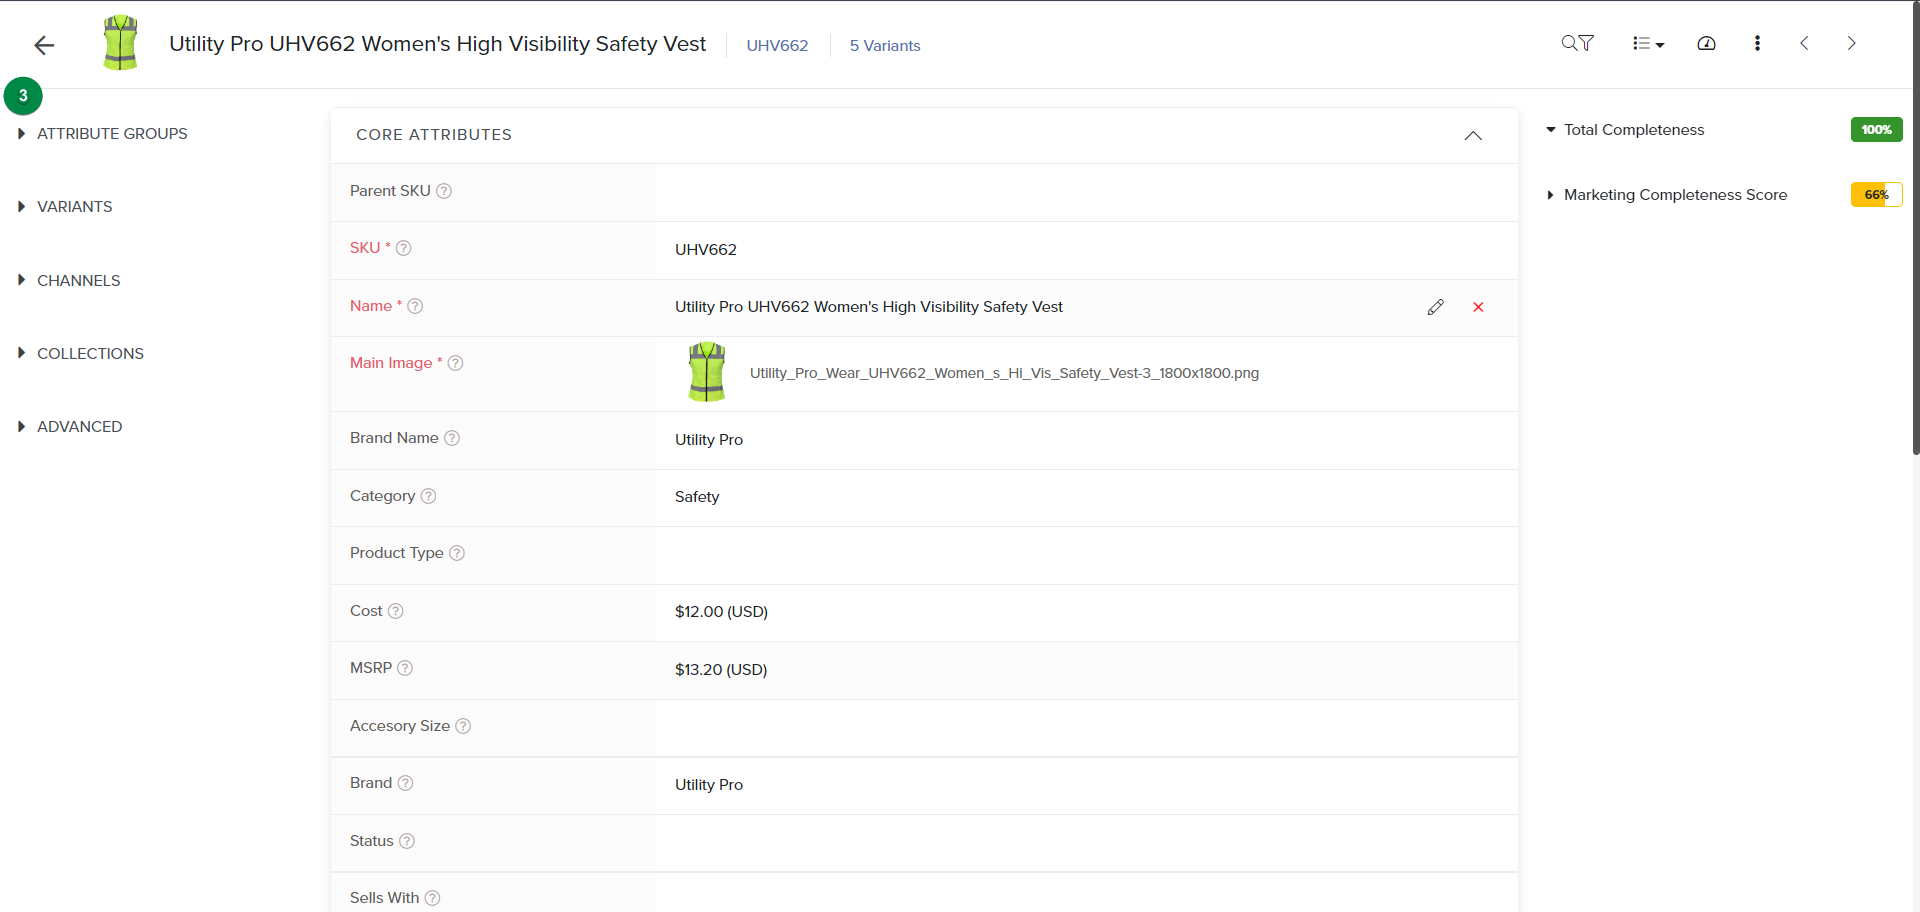 Utility Pro UHV662 Women's High Visibility Safety Vest
UHV662
5 Variants
3
ATTRIBUTE GROUPS
VARIANTS
CHANNELS
COLLECTIONS
ADVANCED
CORE ATTRIBUTES
Parent SKU ?
SKU * ?
UHV662
Name * ?
Utility Pro UHV662 Women's High Visibility Safety Vest
Main Image * ?
Utility_Pro_Wear_UHV662_Women_s_Hi_Vis_Safety_Vest-3_1800x1800.png
Brand Name ?
Utility Pro
Category ?
Safety
Product Type ?
Cost ?
$12.00 (USD)
MSRP ?
$13.20 (USD)
Accesory Size ?
Brand ?
Utility Pro
Status ?
Sells With ?
Total Completeness
100%
Marketing Completeness Score
66%